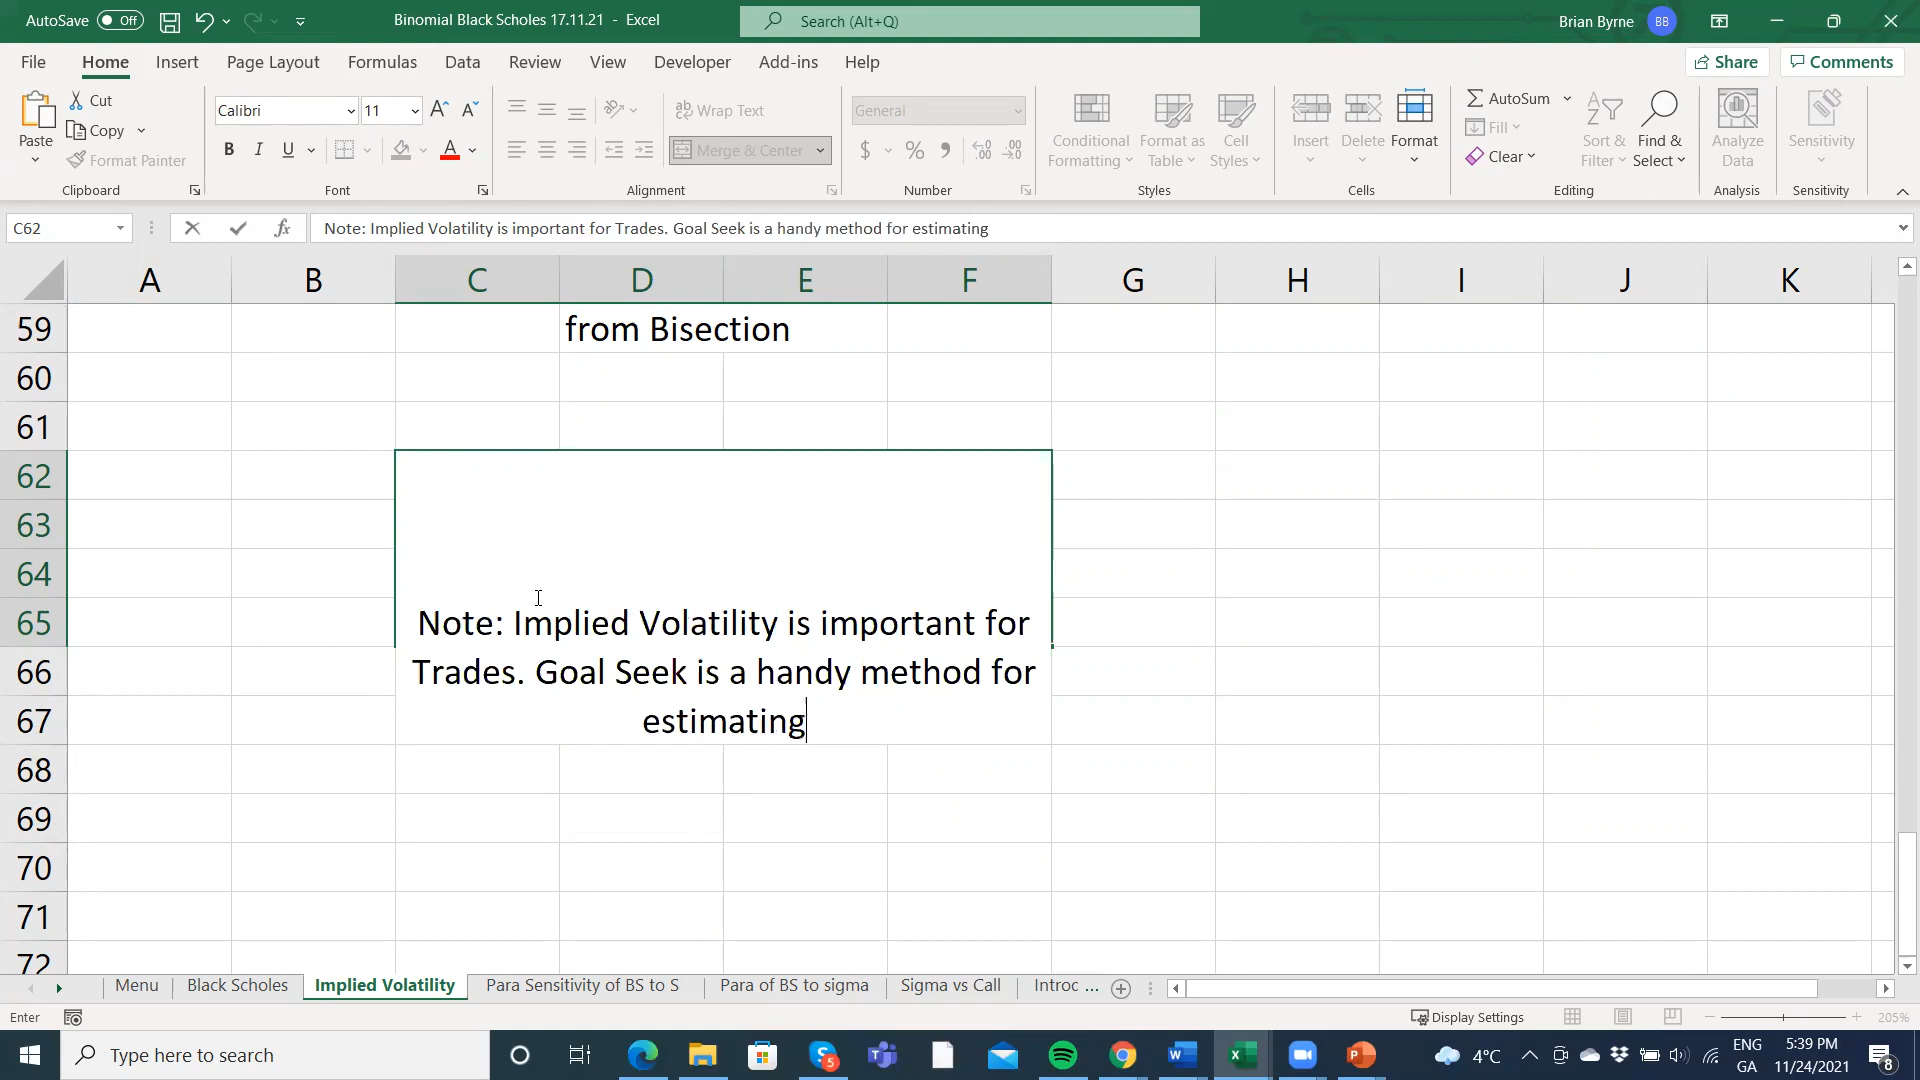 AutoSave Off Binomial Black Scholes 17.11.21 - Excel Search (Alt+Q) Brian Byrne BB
File Home Insert Page Layout Formulas Data Review View Developer Add-ins Help Share Comments
Paste Cut Copy Format Painter Clipboard
Calibri 11 A^ A˅ B I U A Font
ab Wrap Text Merge & Center Alignment
General $ % 9 Number
Conditional Formatting Format as Table Cell Styles Styles
Insert Delete Format Cells
AutoSum Fill Clear Sort & Filter Find & Select Editing
Analyze Data Analysis
Sensitivity Sensitivity
C62 fx Note: Implied Volatility is important for Trades. Goal Seek is a handy method for estimating
A B C D E F G H I J K
59 from Bisection
60
61
62
63
64
65 Note: Implied Volatility is important for
66 Trades. Goal Seek is a handy method for
67 estimating
68
69
70
71
72
Menu Black Scholes Implied Volatility Para Sensitivity of BS to S Para of BS to sigma Sigma vs Call Introc ...
Enter Display Settings 205%
Type here to search 5 4°C ENG GA 5:39 PM 11/24/2021 8